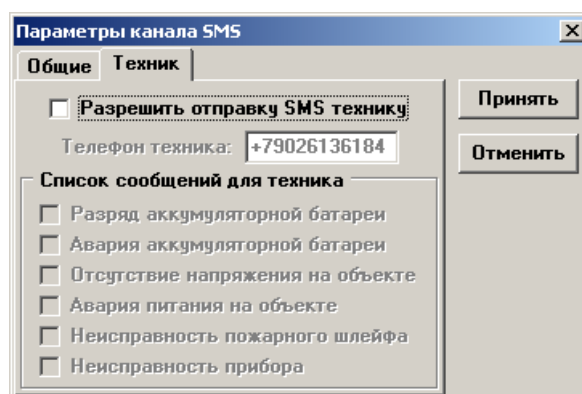 Параметры канала SMS
Общие Техник
Разрешить отправку SMS технику
Принять
Телефон техника: +79026136184
Отменить
Список сообщений для техника
Разряд аккумуляторной батареи
Авария аккумуляторной батареи
Отсутствие напряжения на объекте
Авария питания на объекте
Неисправность пожарного шлейфа
Неисправность прибора